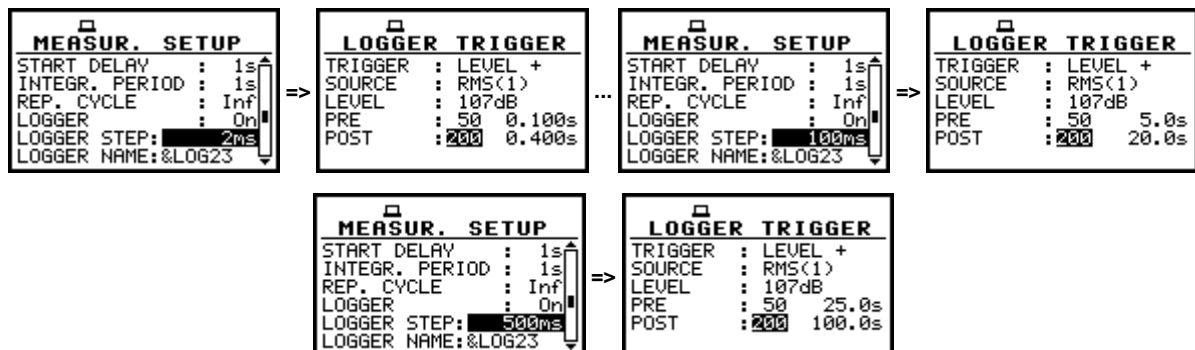 MEASUR. SETUP
START DELAY : 1s
INTEGR. PERIOD : 1s
REP. CYCLE : Inf
LOGGER : On
LOGGER STEP: 2ms
LOGGER NAME:&LOG23
=>
LOGGER TRIGGER
TRIGGER : LEVEL +
SOURCE : RMS(1)
LEVEL : 107dB
PRE : 50 0.100s
POST :200 0.400s
...
MEASUR. SETUP
START DELAY : 1s
INTEGR. PERIOD : 1s
REP. CYCLE : Inf
LOGGER : On
LOGGER STEP: 100ms
LOGGER NAME:&LOG23
=>
LOGGER TRIGGER
TRIGGER : LEVEL +
SOURCE : RMS(1)
LEVEL : 107dB
PRE : 50 5.0s
POST :200 20.0s
MEASUR. SETUP
START DELAY : 1s
INTEGR. PERIOD : 1s
REP. CYCLE : Inf
LOGGER : On
LOGGER STEP: 500ms
LOGGER NAME:&LOG23
=>
LOGGER TRIGGER
TRIGGER : LEVEL +
SOURCE : RMS(1)
LEVEL : 107dB
PRE : 50 25.0s
POST :200 100.0s